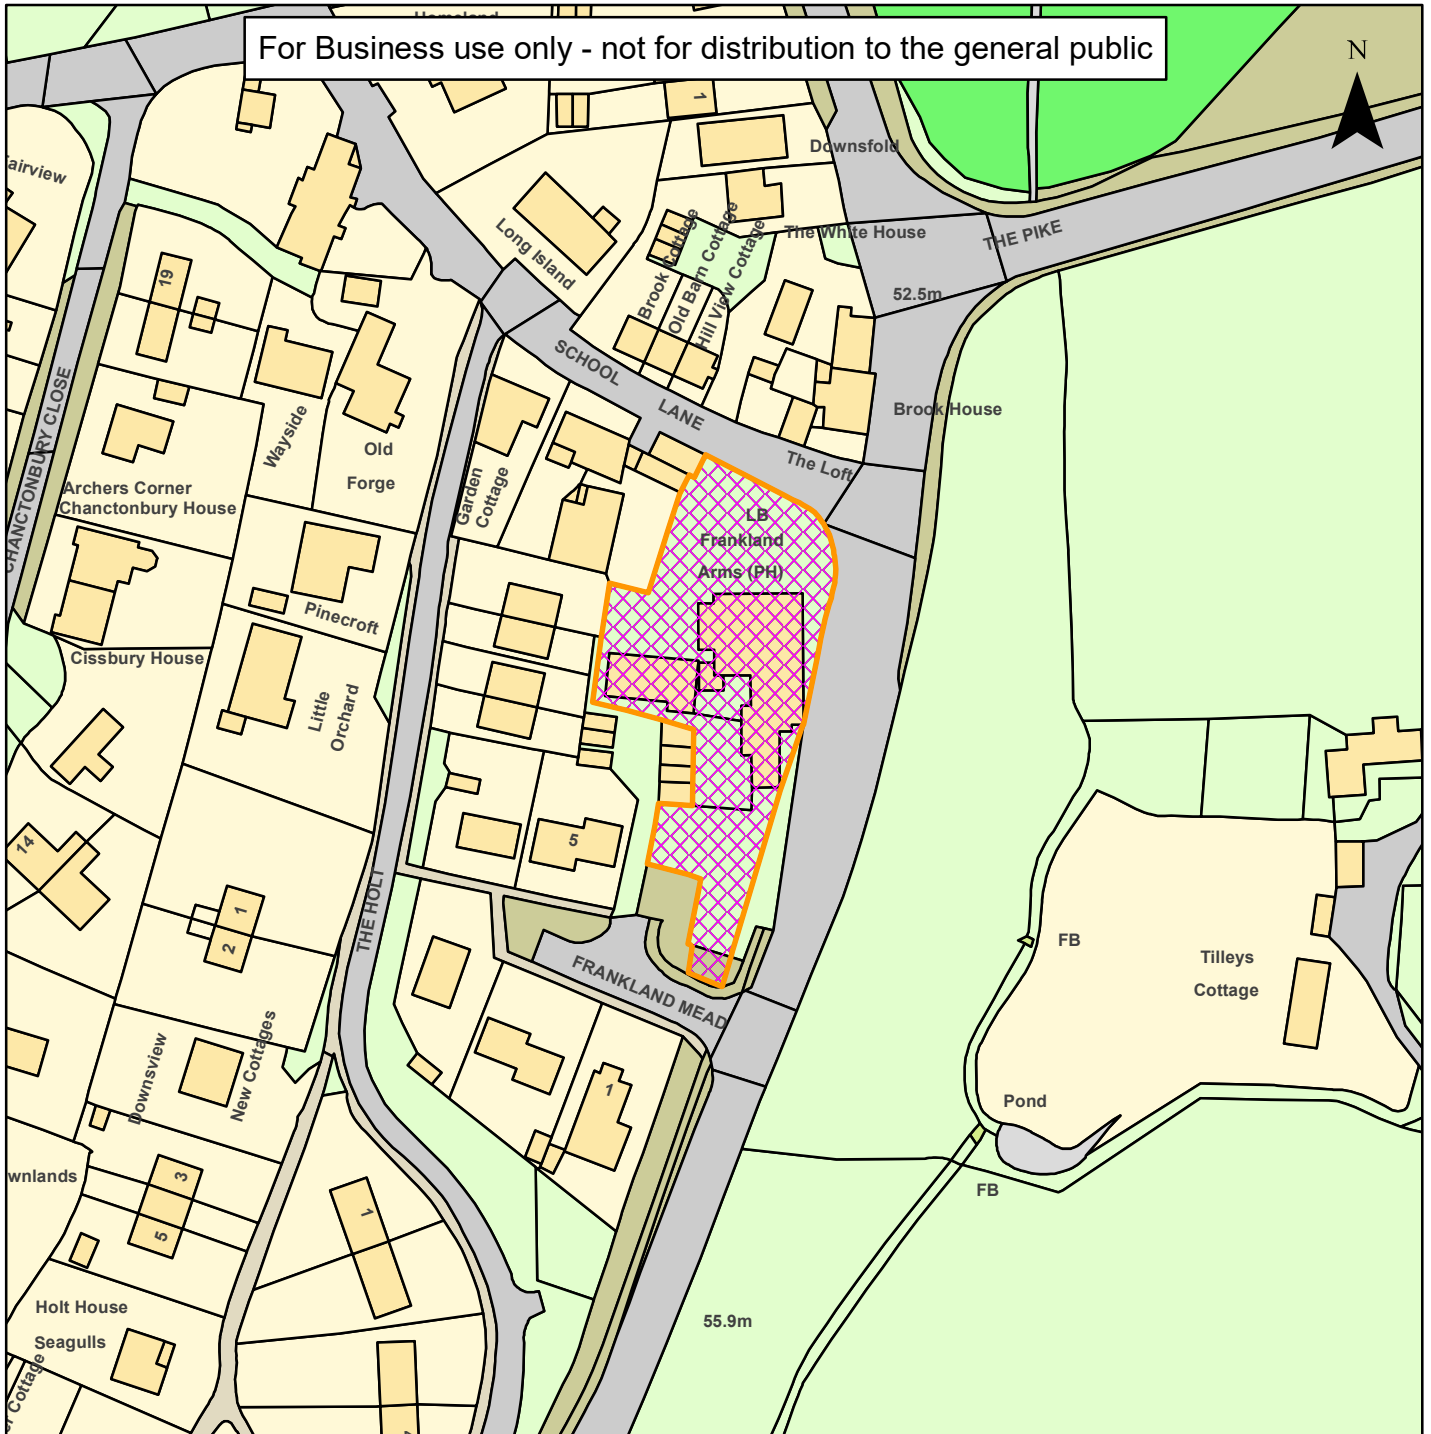 For Business use only - not for distribution to the general public
N
1
Downsfold
Long Island
Brook Cottage
Old Barn Cottage
Hill View Cottage
The White House
THE PIKE
52.5m
19
CHANCTONBURY CLOSE
SCHOOL
LANE
Brook House
Wayside
Old
Forge
The Loft
Archers Corner
Chanctonbury House
Garden
Cottage
LB
Frankland
Arms (PH)
Pinecroft
Cissbury House
Little
Orchard
14
5
1
2
THE HOLT
FRANKLAND MEAD
FB
Tilleys
Cottage
Downsview
New Cottages
1
Pond
wnlands
3
5
1
FB
Holt House
Seagulls
55.9m
Cottage